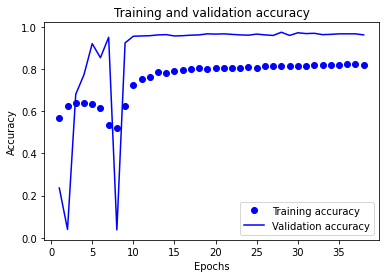 Training and validation accuracy
1.0
0.8
0.6
0.4
0.2
0.0
Accuracy
Training accuracy
Validation accuracy
0 5 10 15 20 25 30 35
Epochs